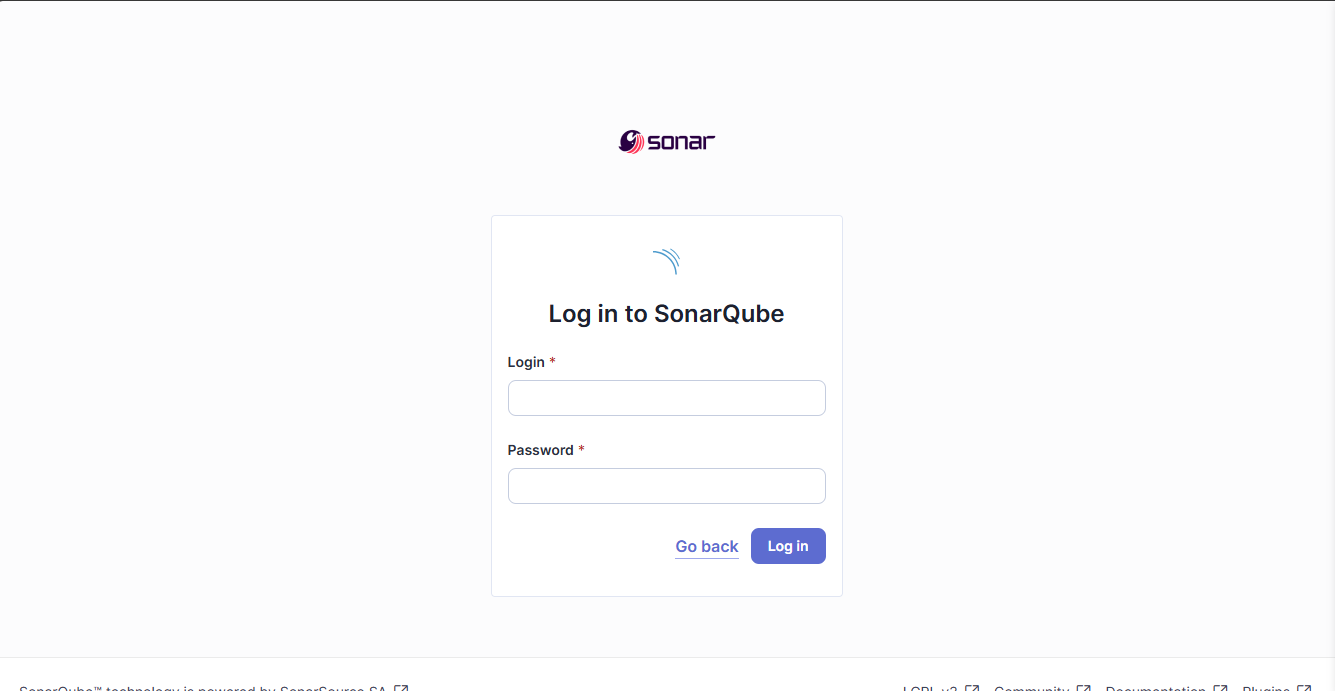 sonar
Log in to SonarQube
Login *
Password *
Go back Log in
SonarQube™ technology is powered by SonarSource SA LGPL v3 Community Documentation Plugins